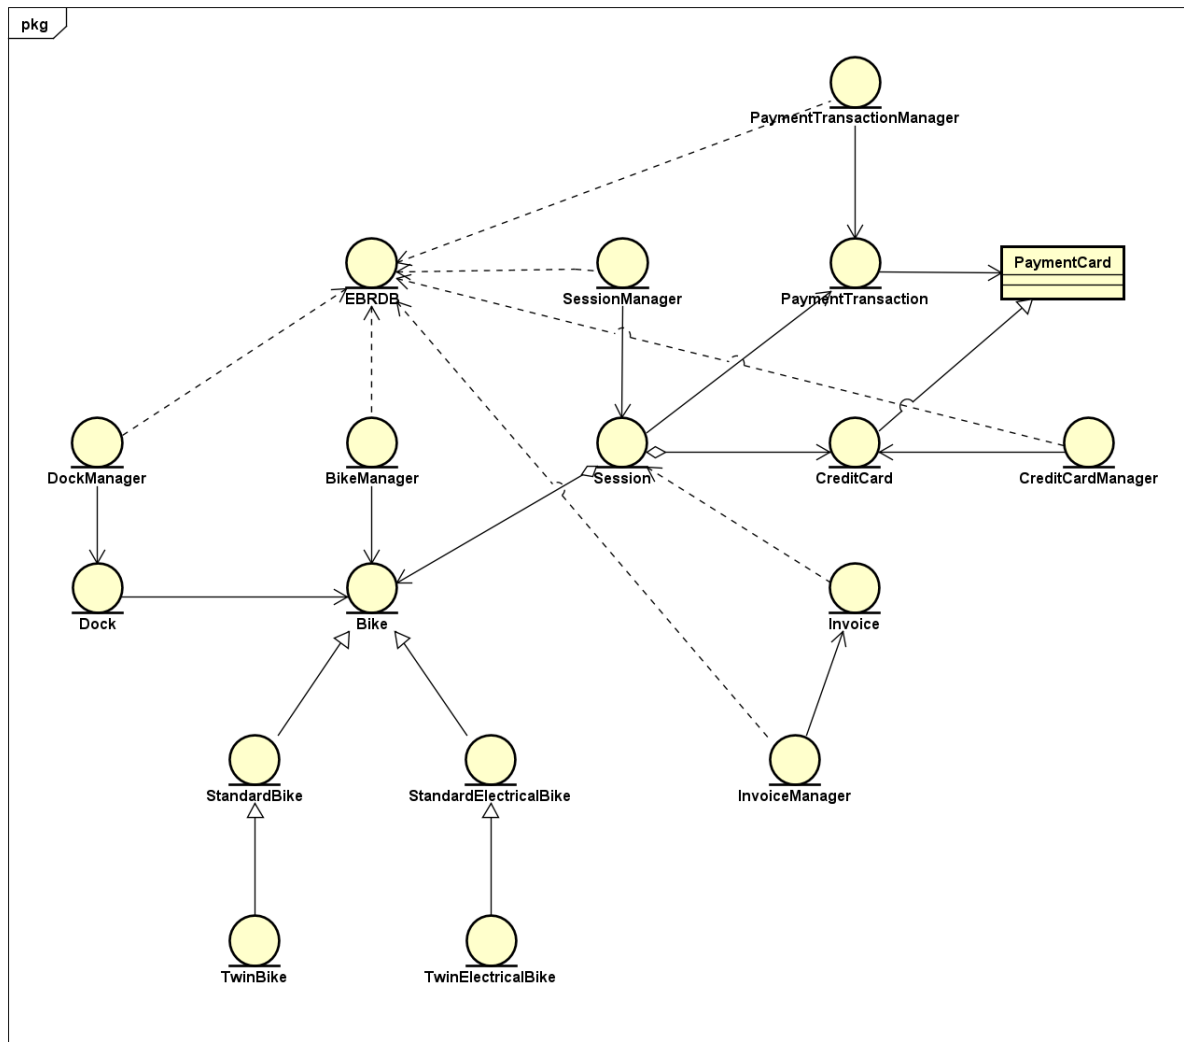 pkg
PaymentTransactionManager
EBRDB
SessionManager
PaymentTransaction
PaymentCard
DockManager
BikeManager
Session
CreditCard
CreditCardManager
Dock
Bike
Invoice
StandardBike
StandardElectricalBike
InvoiceManager
TwinBike
TwinElectricalBike